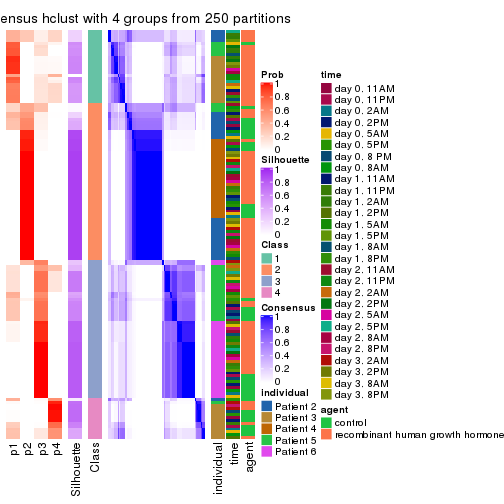 ensus hclust with 4 groups from 250 partitions
p1
p2
p3
p4
Silhouette
Class
individual
time
agent
Prob
1
0.8
0.6
0.4
0.2
0
Silhouette
1
0.8
0.6
0.4
0.2
0
Class
1
2
3
4
Consensus
1
0.8
0.6
0.4
0.2
0
individual
Patient 2
Patient 3
Patient 4
Patient 5
Patient 6
time
day 0. 11AM
day 0. 11PM
day 0. 2AM
day 0. 2PM
day 0. 5AM
day 0. 5PM
day 0. 8 PM
day 0. 8AM
day 1. 11AM
day 1. 11PM
day 1. 2AM
day 1. 2PM
day 1. 5AM
day 1. 5PM
day 1. 8AM
day 1. 8PM
day 2. 11AM
day 2. 11PM
day 2. 2AM
day 2. 2PM
day 2. 5AM
day 2. 5PM
day 2. 8AM
day 2. 8PM
day 3. 2AM
day 3. 2PM
day 3. 8AM
day 3. 8PM
agent
control
recombinant human growth hormone